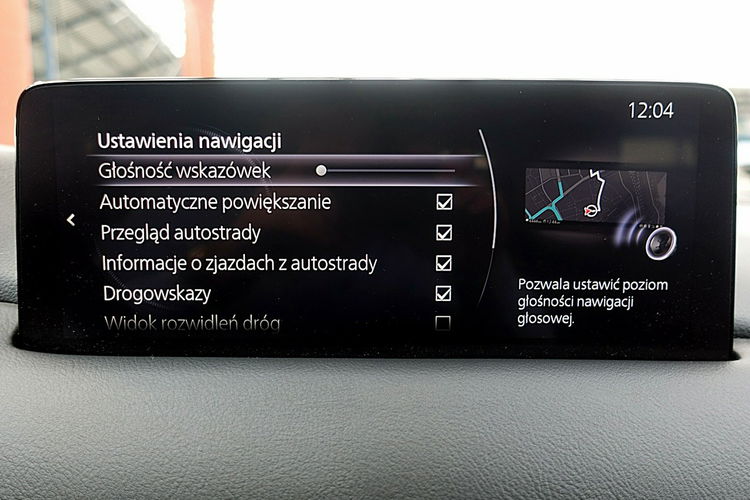 12:04
Ustawienia nawigacji
Głośność wskazówek
Automatyczne powiększanie
Przegląd autostrady
Informacje o zjazdach z autostrady
Drogowskazy
Widok rozwidleń dróg
Pozwala ustawić poziom
głośności nawigacji
głosowej.